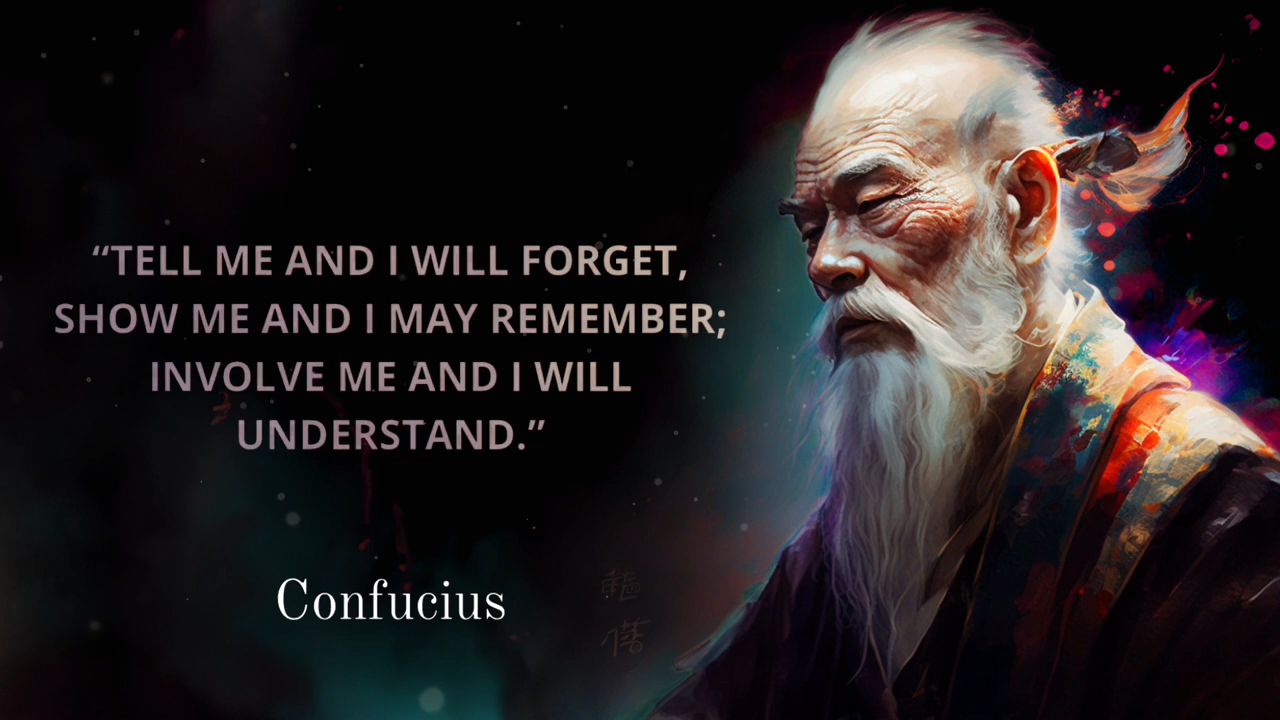 “TELL ME AND I WILL FORGET,
SHOW ME AND I MAY REMEMBER;
INVOLVE ME AND I WILL
UNDERSTAND.”
Confucius